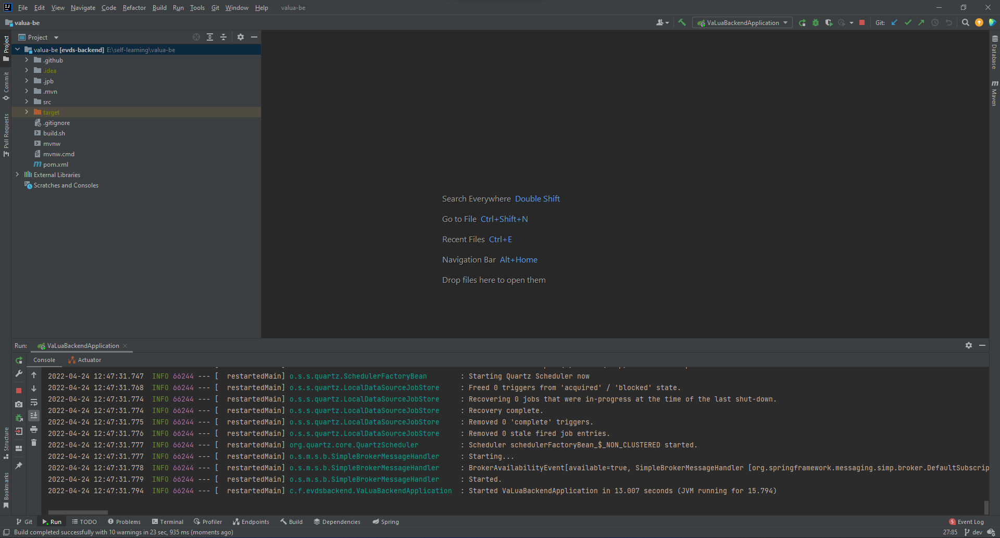 File Edit View Navigate Code Refactor Build Run Tools Git Window Help valua-be
valua-be
VaLuaBackendApplication
Git:
Project
valua-be [evds-backend] E:\self-learning\valua-be
.github
.idea
.jpb
.mvn
src
target
.gitignore
build.sh
mvnw
mvnw.cmd
pom.xml
External Libraries
Scratches and Consoles
Project
Commit
Pull Requests
Structure
Bookmarks
Database
Maven
Search Everywhere Double Shift
Go to File Ctrl+Shift+N
Recent Files Ctrl+E
Navigation Bar Alt+Home
Drop files here to open them
Run: VaLuaBackendApplication
Console Actuator
2022-04-24 12:47:31.747 INFO 66244 --- [ restartedMain] o.s.s.quartz.SchedulerFactoryBean : Starting Quartz Scheduler now
2022-04-24 12:47:31.768 INFO 66244 --- [ restartedMain] o.s.s.quartz.LocalDataSourceJobStore : Freed 0 triggers from 'acquired' / 'blocked' state.
2022-04-24 12:47:31.774 INFO 66244 --- [ restartedMain] o.s.s.quartz.LocalDataSourceJobStore : Recovering 0 jobs that were in-progress at the time of the last shut-down.
2022-04-24 12:47:31.774 INFO 66244 --- [ restartedMain] o.s.s.quartz.LocalDataSourceJobStore : Recovery complete.
2022-04-24 12:47:31.775 INFO 66244 --- [ restartedMain] o.s.s.quartz.LocalDataSourceJobStore : Removed 0 'complete' triggers.
2022-04-24 12:47:31.776 INFO 66244 --- [ restartedMain] o.s.s.quartz.LocalDataSourceJobStore : Removed 0 stale fired job entries.
2022-04-24 12:47:31.777 INFO 66244 --- [ restartedMain] org.quartz.core.QuartzScheduler : Scheduler schedulerFactoryBean_$_NON_CLUSTERED started.
2022-04-24 12:47:31.777 INFO 66244 --- [ restartedMain] o.s.m.s.b.SimpleBrokerMessageHandler : Starting...
2022-04-24 12:47:31.778 INFO 66244 --- [ restartedMain] o.s.m.s.b.SimpleBrokerMessageHandler : BrokerAvailabilityEvent[available=true, SimpleBrokerMessageHandler [org.springframework.messaging.simp.broker.DefaultSubscrip
2022-04-24 12:47:31.779 INFO 66244 --- [ restartedMain] o.s.m.s.b.SimpleBrokerMessageHandler : Started.
2022-04-24 12:47:31.794 INFO 66244 --- [ restartedMain] c.f.evdsbackend.VaLuaBackendApplication : Started VaLuaBackendApplication in 13.007 seconds (JVM running for 15.794)
Git Run TODO Problems Terminal Profiler Endpoints Build Dependencies Spring 5 Event Log
Build completed successfully with 10 warnings in 23 sec, 935 ms (moments ago) 27:85 dev